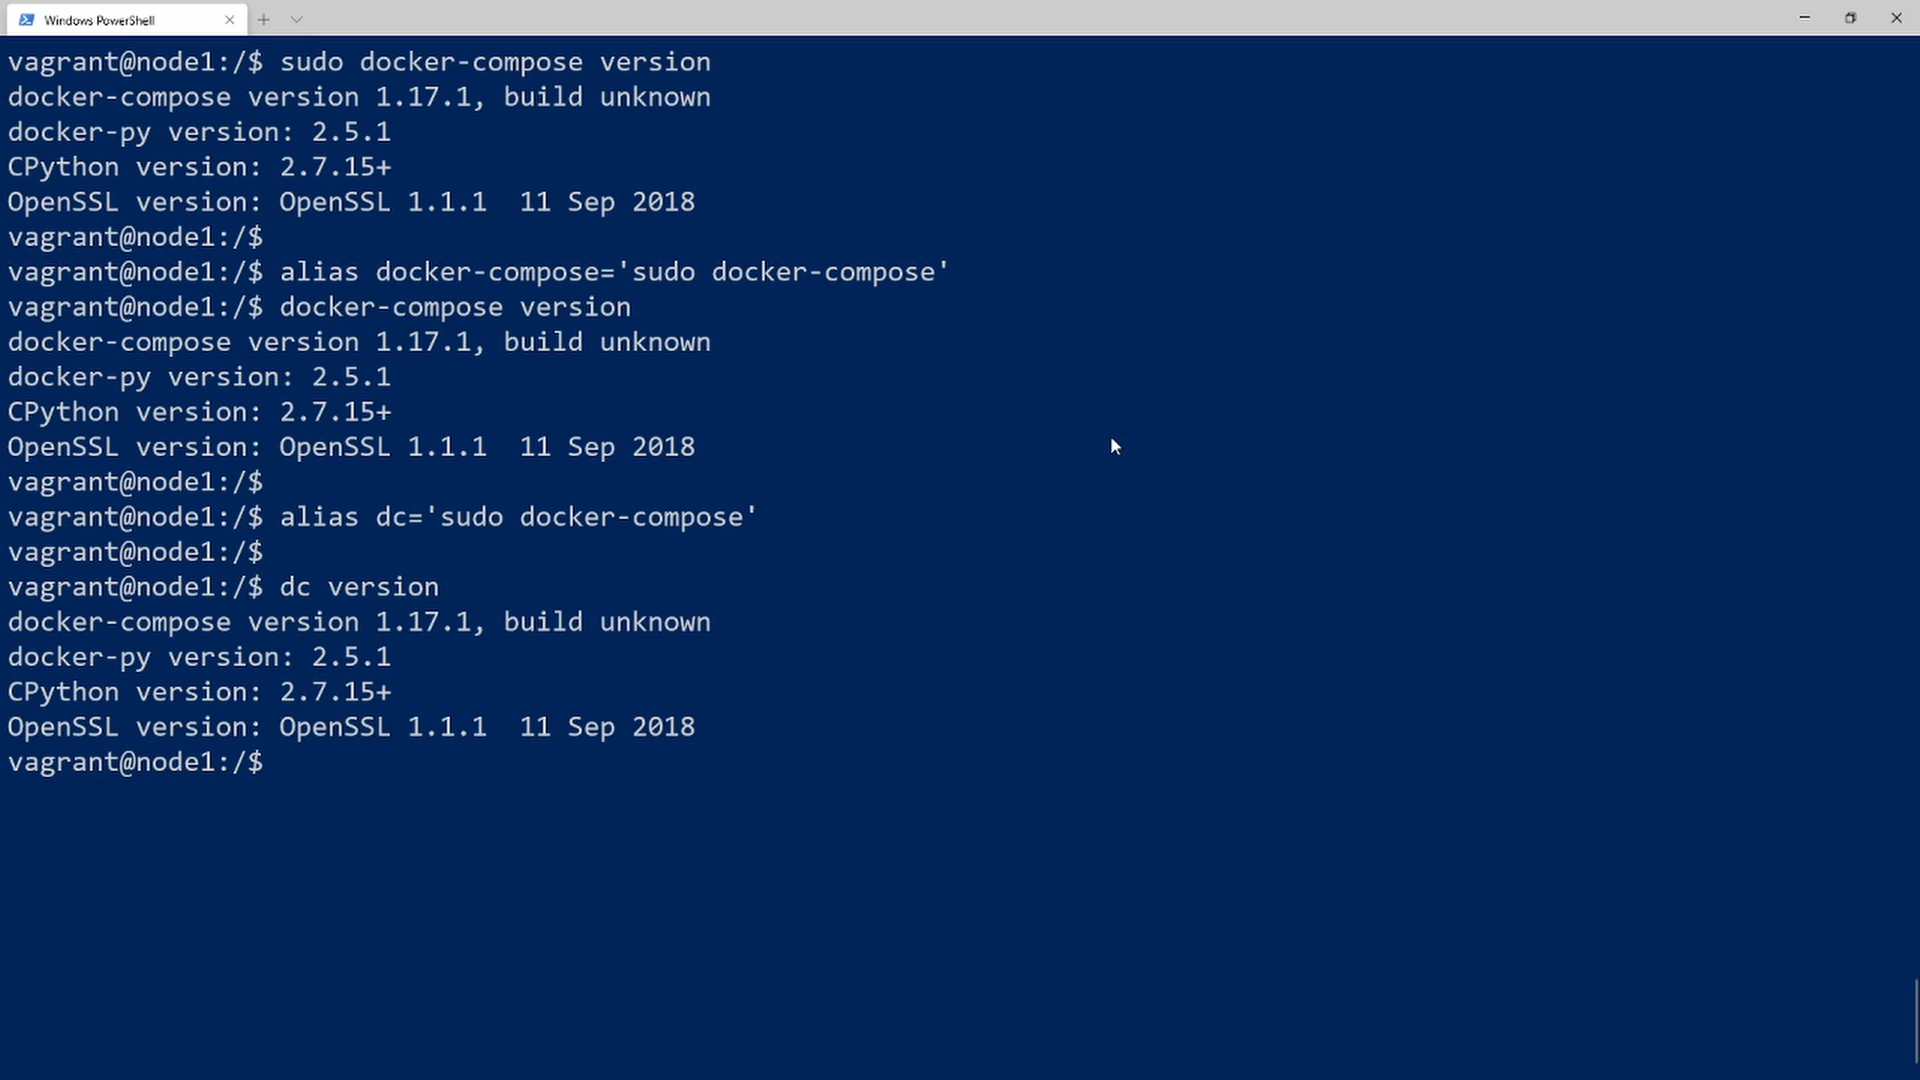 Windows PowerShell
vagrant@node1:/$ sudo docker-compose version
docker-compose version 1.17.1, build unknown
docker-py version: 2.5.1
CPython version: 2.7.15+
OpenSSL version: OpenSSL 1.1.1  11 Sep 2018
vagrant@node1:/$
vagrant@node1:/$ alias docker-compose='sudo docker-compose'
vagrant@node1:/$ docker-compose version
docker-compose version 1.17.1, build unknown
docker-py version: 2.5.1
CPython version: 2.7.15+
OpenSSL version: OpenSSL 1.1.1  11 Sep 2018
vagrant@node1:/$
vagrant@node1:/$ alias dc='sudo docker-compose'
vagrant@node1:/$
vagrant@node1:/$ dc version
docker-compose version 1.17.1, build unknown
docker-py version: 2.5.1
CPython version: 2.7.15+
OpenSSL version: OpenSSL 1.1.1  11 Sep 2018
vagrant@node1:/$